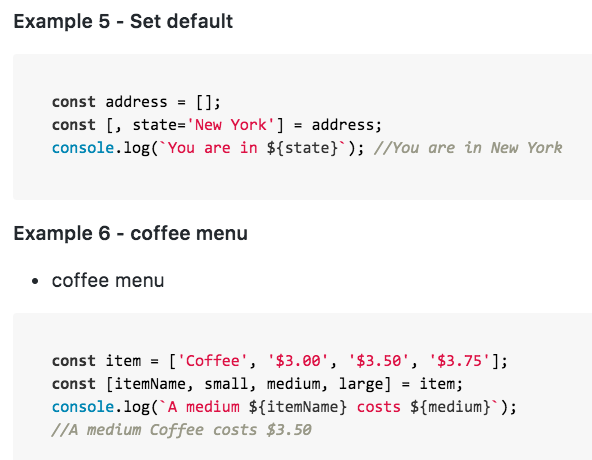 Example 5 - Set default
const address = [];
const [, state='New York'] = address;
console.log(`You are in ${state}`); //You are in New York
Example 6 - coffee menu
• coffee menu
const item = ['Coffee', '$3.00', '$3.50', '$3.75'];
const [itemName, small, medium, large] = item;
console.log(`A medium ${itemName} costs ${medium}`);
//A medium Coffee costs $3.50